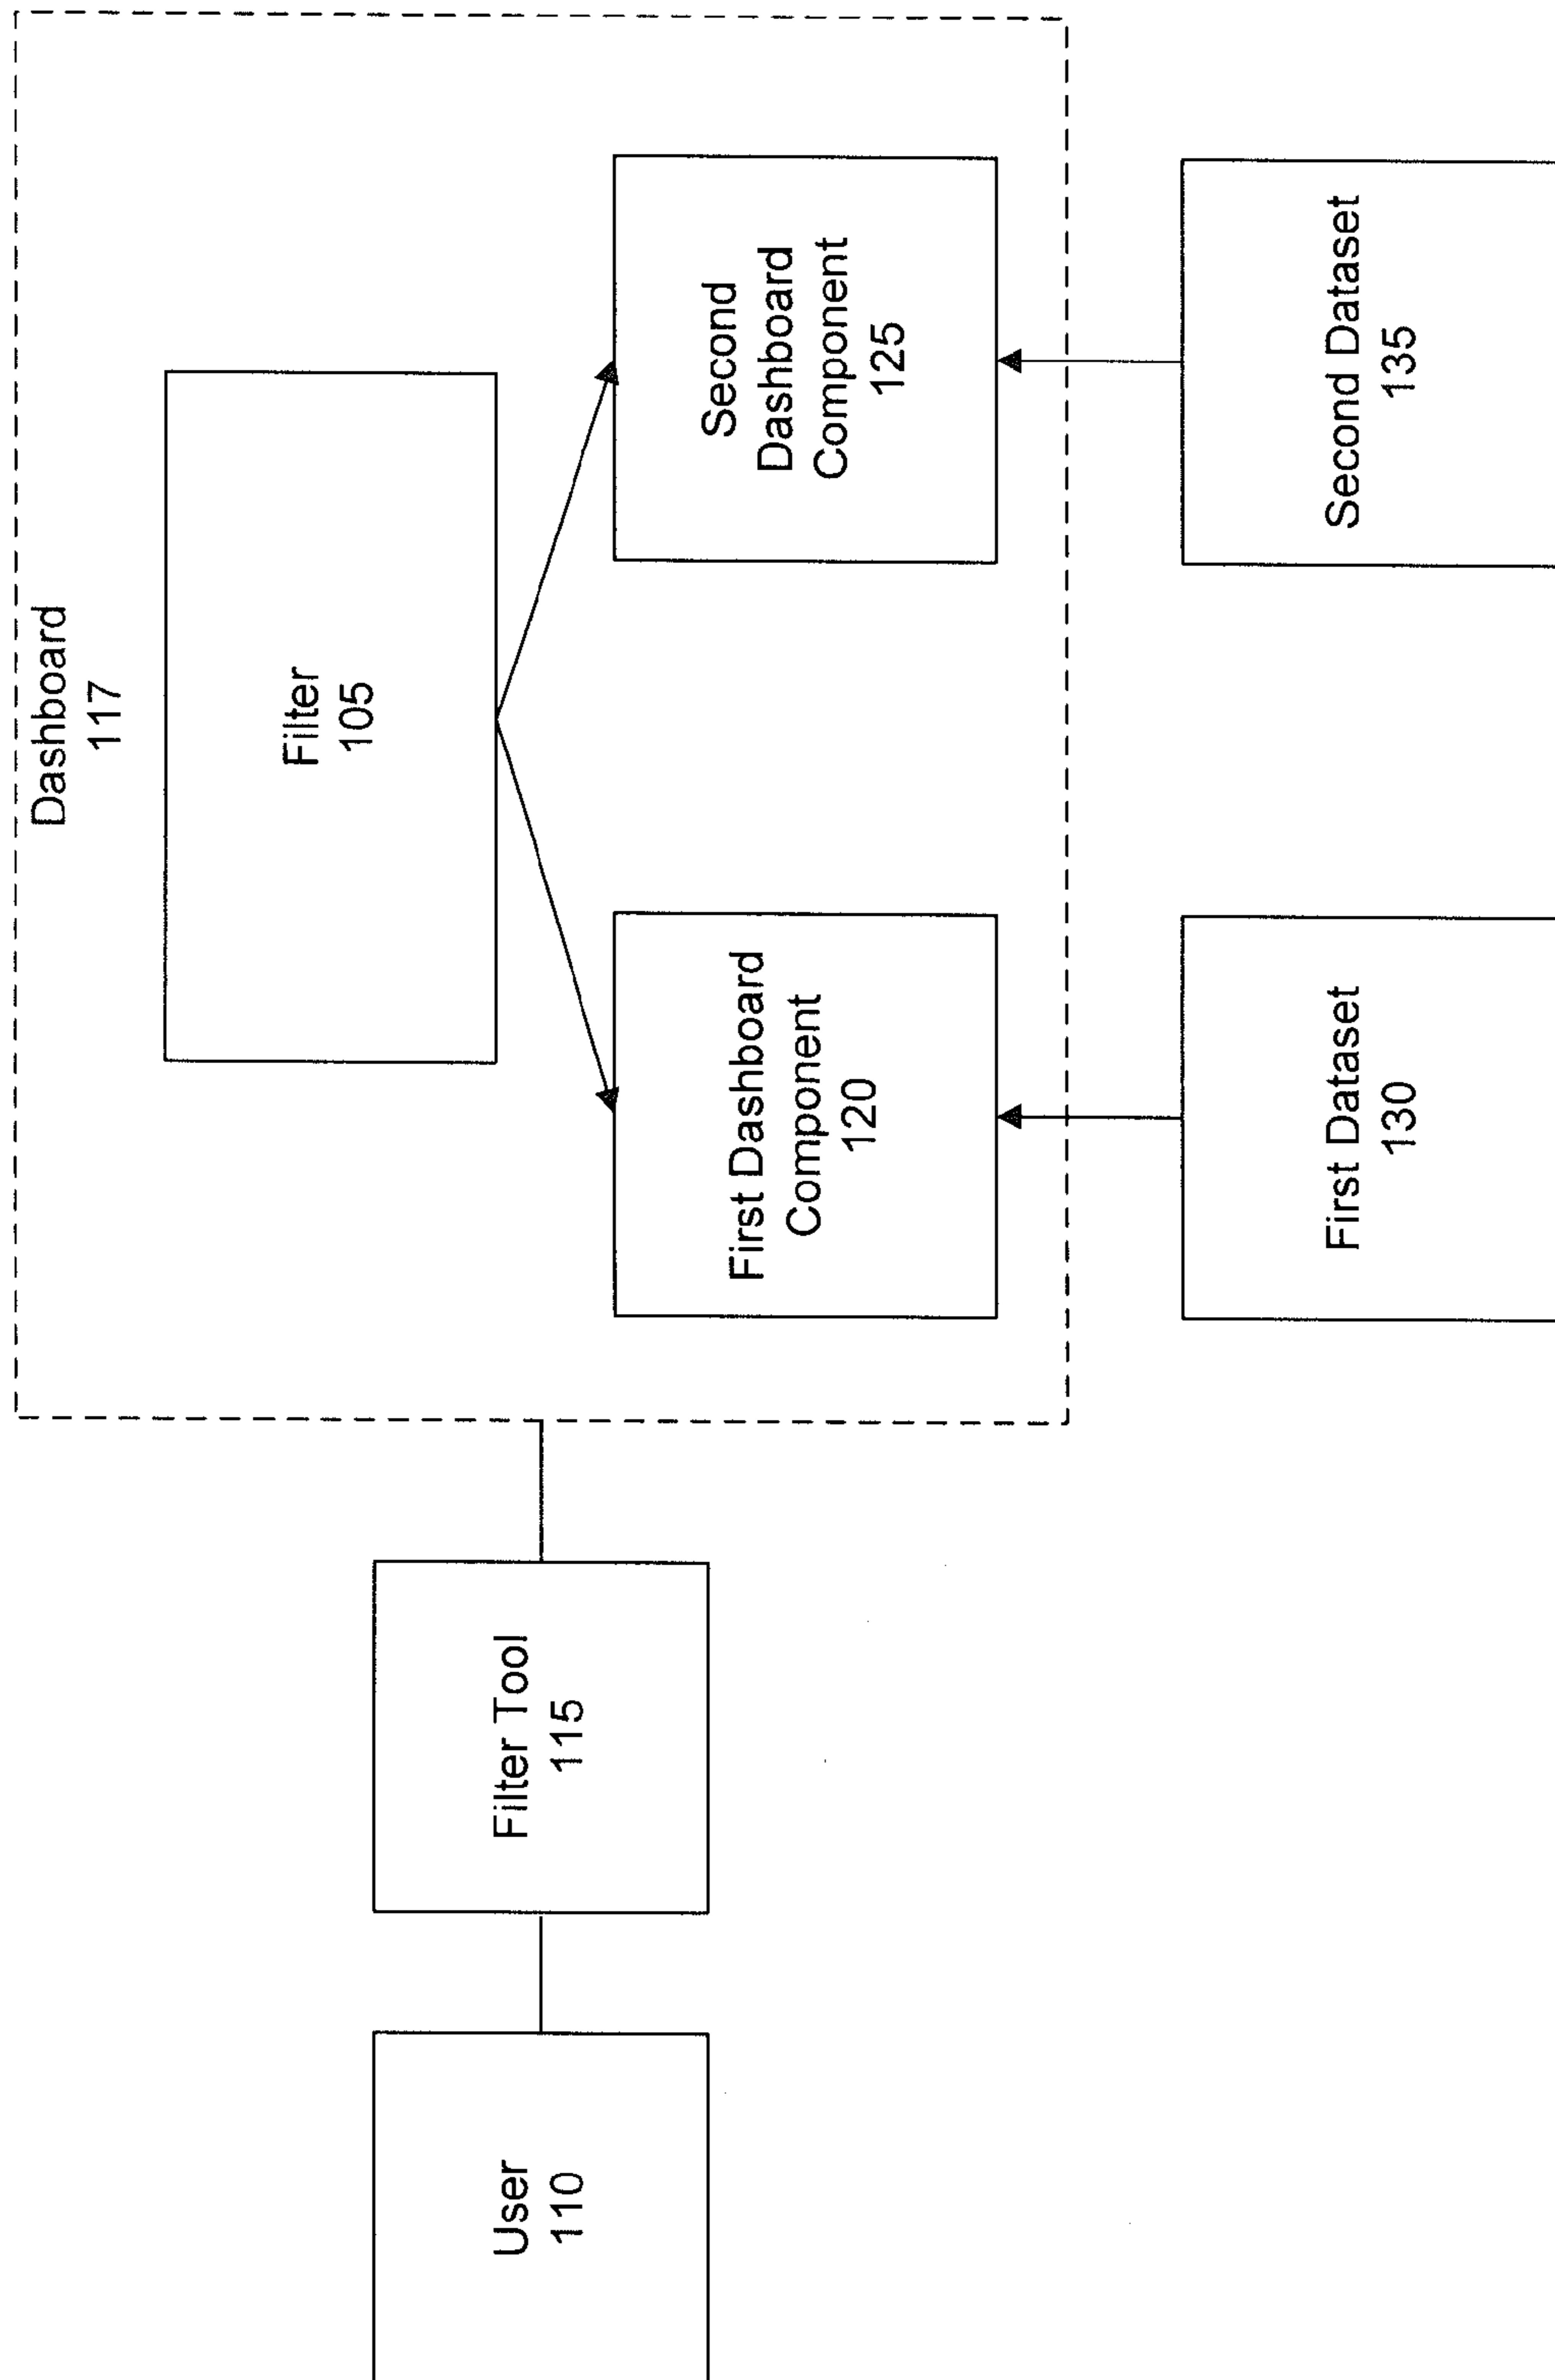 Dashboard
117
Filter
105
User
110
Filter Tool
115
First Dashboard
Component
120
Second
Dashboard
Component
125
First Dataset
130
Second Dataset
135